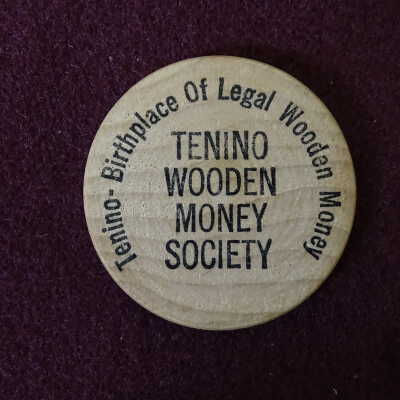 Tenino- Birthplace Of Legal Wooden Money
TENINO
WOODEN
MONEY
SOCIETY